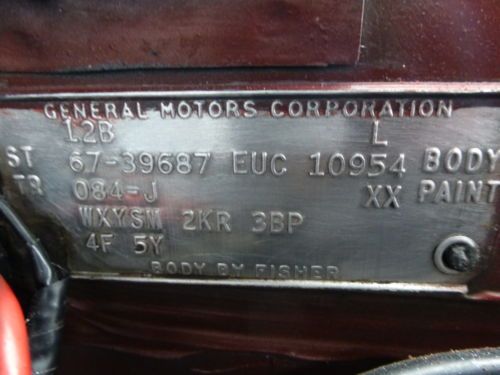 GENERAL MOTORS CORPORATION
12B L
ST 67-39687 EUC 10954 BODY
TR 084-J XX PAINT
WXYSM 2KR 3BP
4F 5Y
BODY BY FISHER